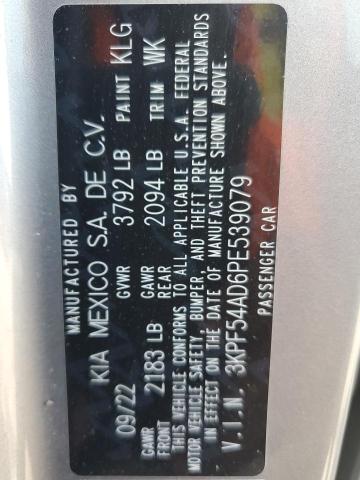 MANUFACTURED BY
KIA MEXICO S.A. DE C.V.
09/22 GVWR 3792 LB PAINT KLG
GAWR FRONT 2183 LB GAWR REAR 2094 LB TRIM WK
THIS VEHICLE CONFORMS TO ALL APPLICABLE U.S.A. FEDERAL
MOTOR VEHICLE SAFETY, BUMPER, AND THEFT PREVENTION STANDARDS
IN EFFECT ON THE DATE OF MANUFACTURE SHOWN ABOVE.
V.I.N. 3KPF54AD6PE539079
PASSENGER CAR